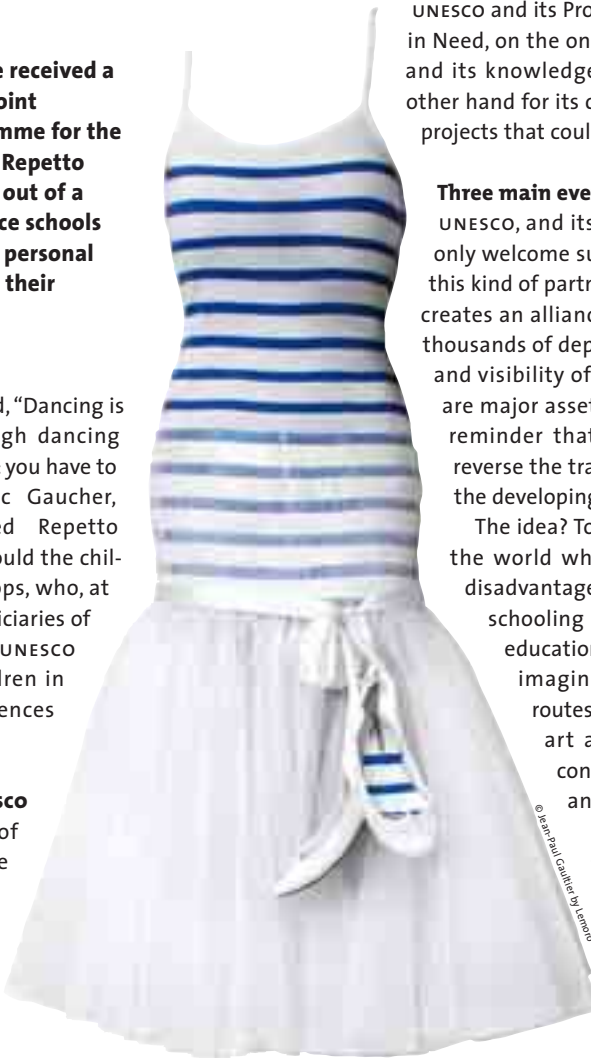 e received a
oint
mme for the
Repetto
out of a
ce schools
personal
their
d, “Dancing is
gh dancing
you have to
c Gaucher,
ed Repetto
ould the chil-
ops, who, at
iciaries of
UNESCO
dren in
ences
sco
of
e
UNESCO and its Pro
in Need, on the on
and its knowledge
other hand for its c
projects that coul
Three main eve
UNESCO, and its
only welcome su
this kind of partn
creates an allianc
thousands of dep
and visibility of
are major asset
reminder that
reverse the tra
the developing
The idea? To
the world wh
disadvantage
schooling
education
imagin
routes
art a
con
an
© Jean-Paul Gaultier by Lemoro